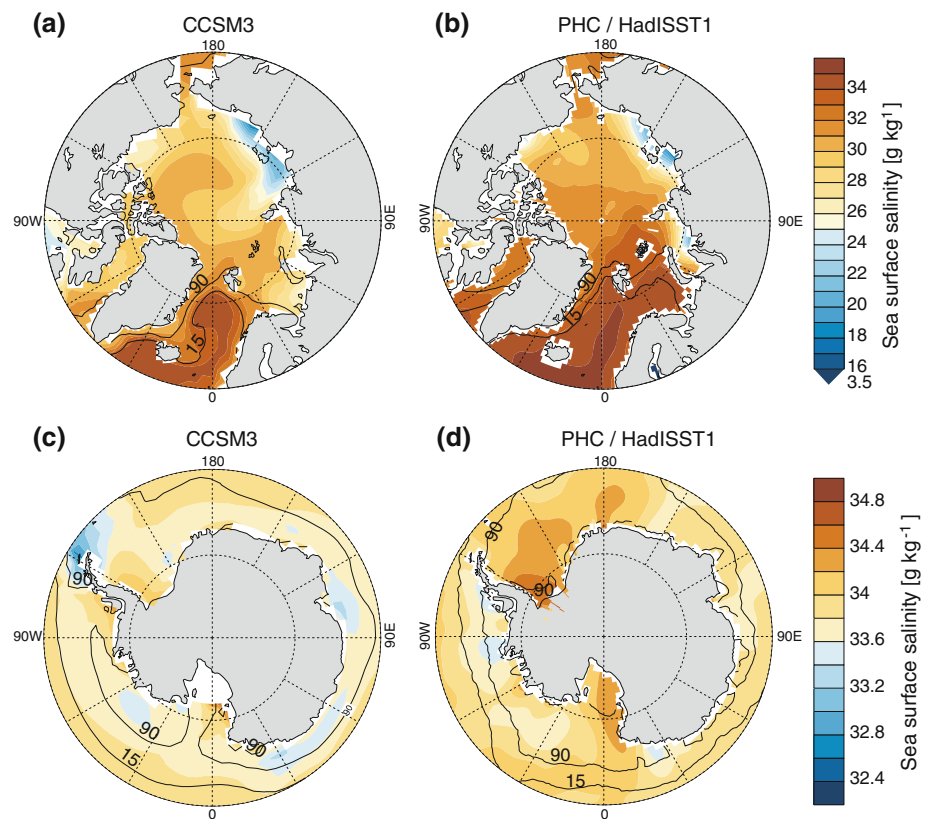 (a) CCSM3
(b) PHC / HadISST1
180
180
90W
90E
90W
90E
90
15
90
15
0
0
34
32
30
28
26
24
22
20
18
16
3.5
Sea surface salinity [g kg-1]
(c) CCSM3
(d) PHC / HadISST1
180
180
90W
90E
90W
90E
90
90
15
90
90
90
90
15
0
0
34.8
34.4
34
33.6
33.2
32.8
32.4
Sea surface salinity [g kg-1]